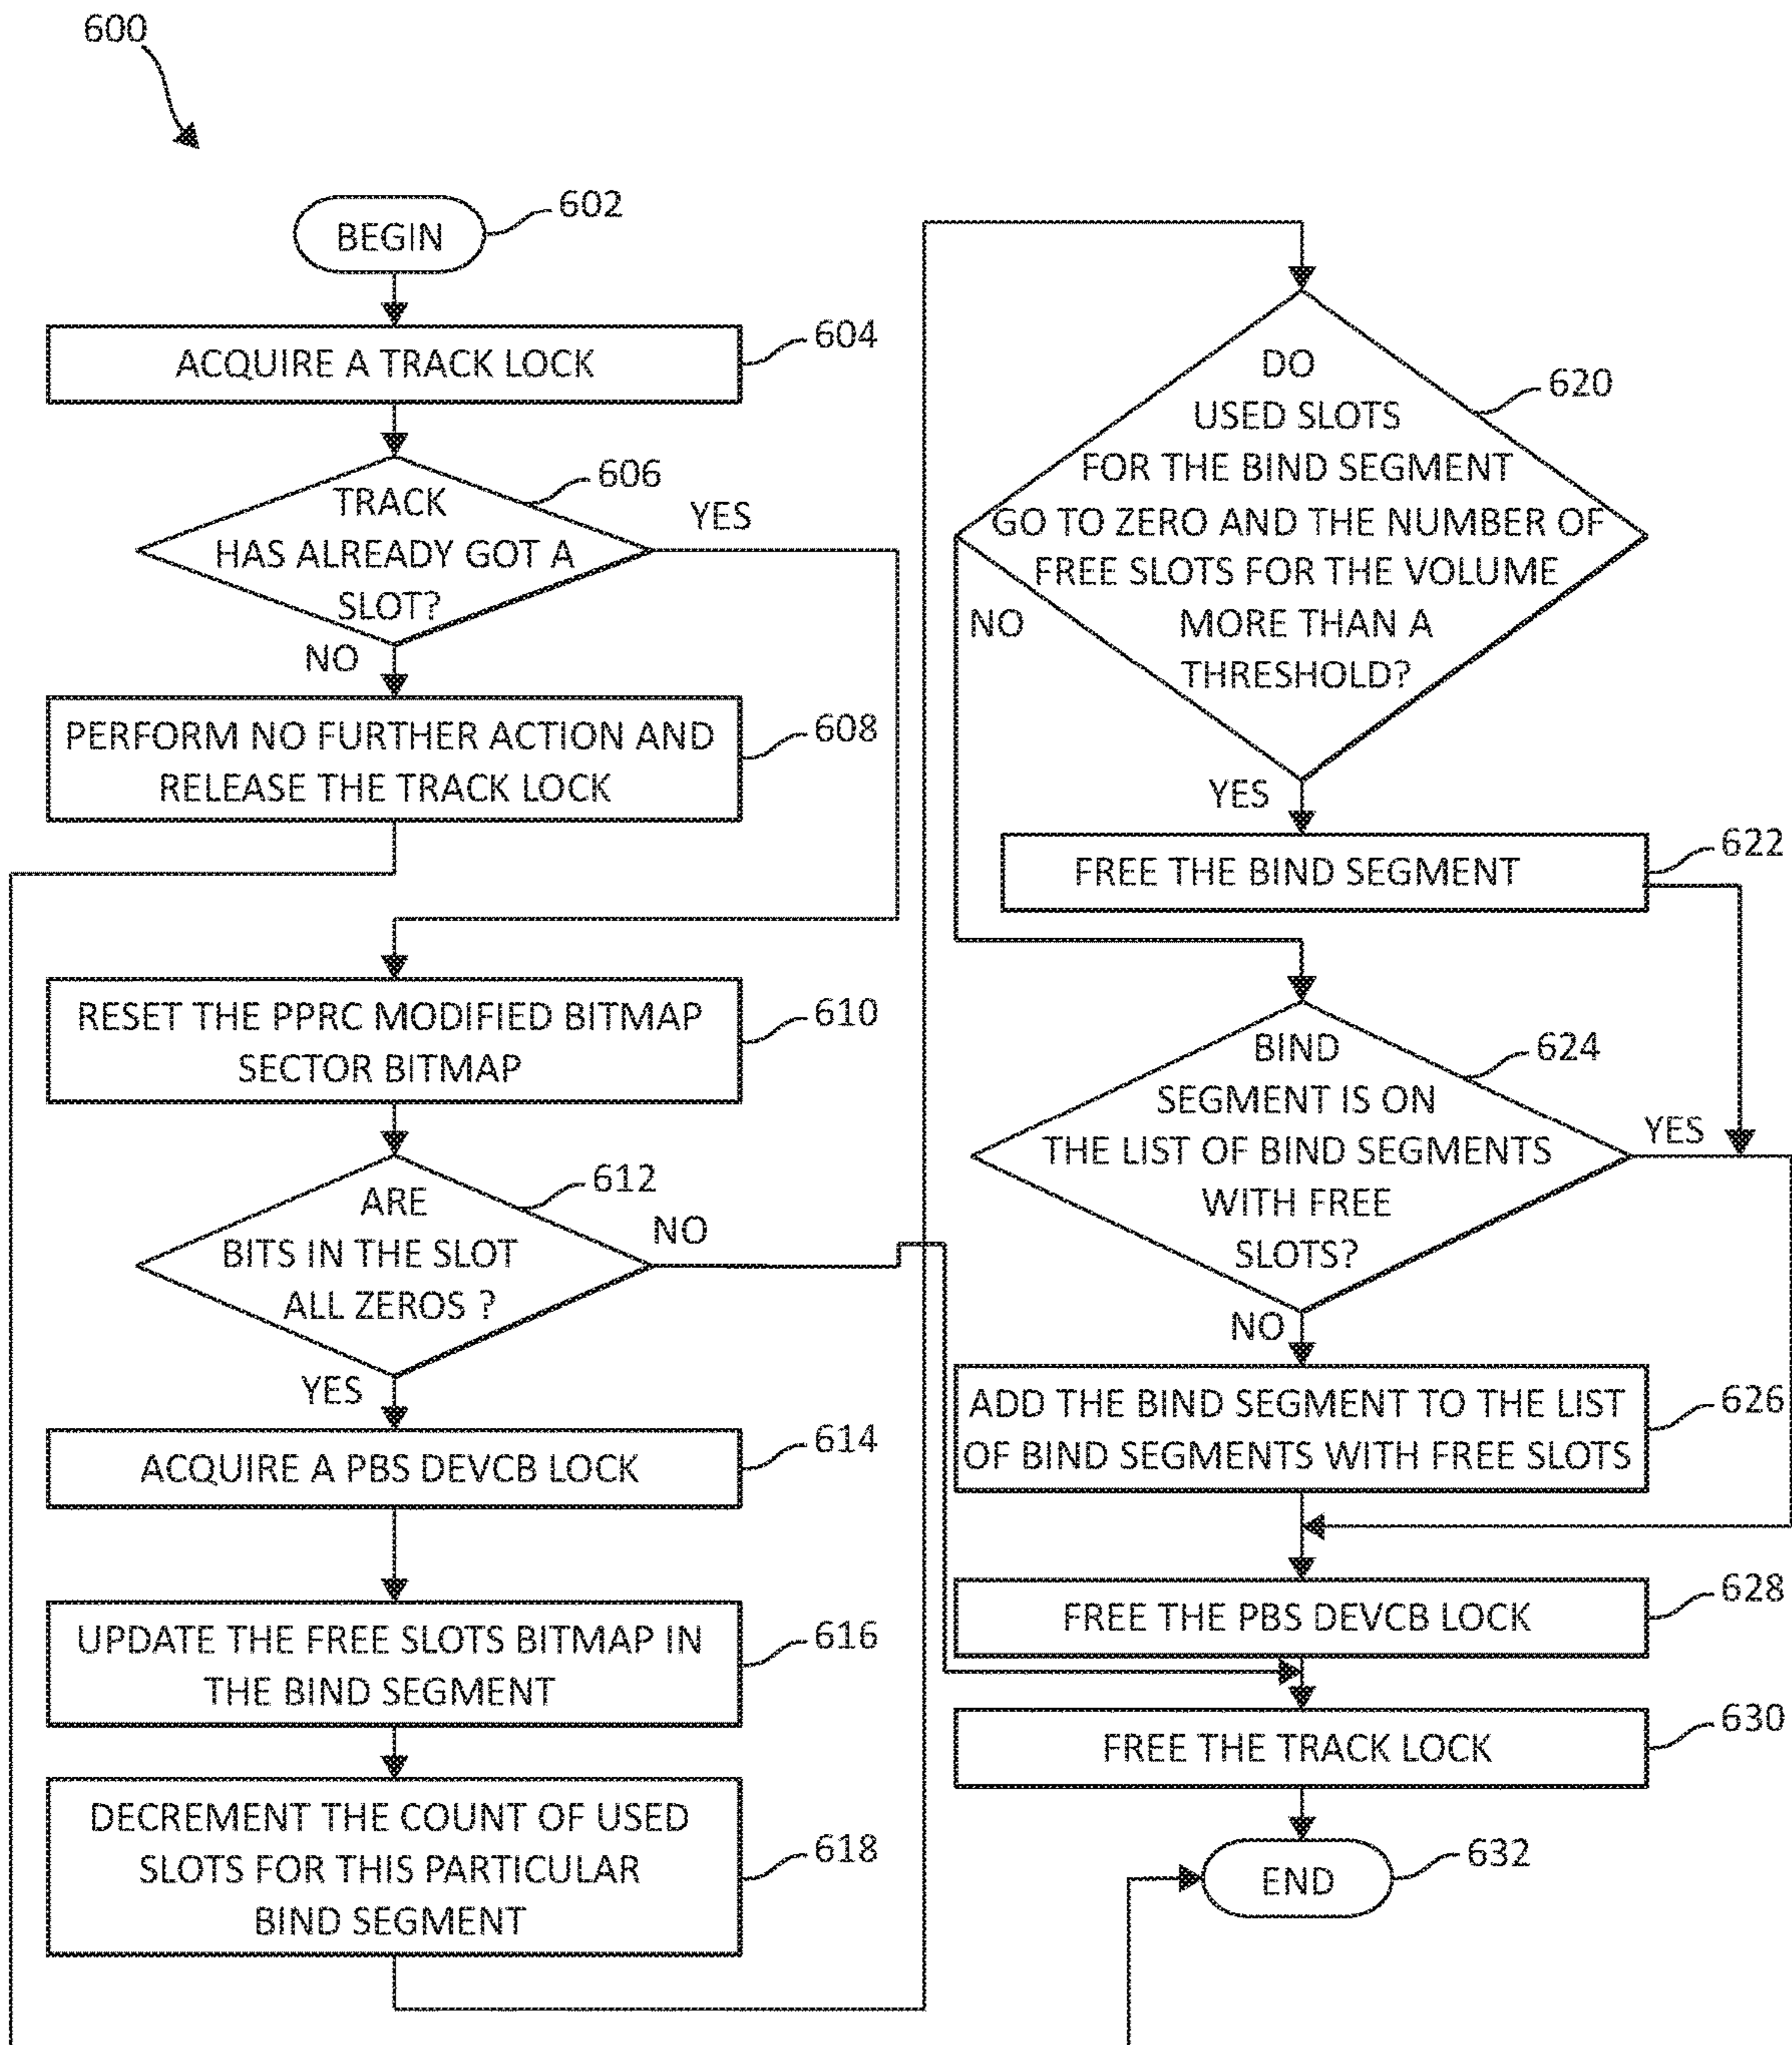 600
BEGIN
602
ACQUIRE A TRACK LOCK
604
TRACK
HAS ALREADY GOT A
SLOT?
606
YES
NO
PERFORM NO FURTHER ACTION AND
RELEASE THE TRACK LOCK
608
RESET THE PPRC MODIFIED BITMAP
SECTOR BITMAP
610
ARE
BITS IN THE SLOT
ALL ZEROS ?
612
NO
YES
ACQUIRE A PBS DEVCB LOCK
614
UPDATE THE FREE SLOTS BITMAP IN
THE BIND SEGMENT
616
DECREMENT THE COUNT OF USED
SLOTS FOR THIS PARTICULAR
BIND SEGMENT
618
DO
USED SLOTS
FOR THE BIND SEGMENT
GO TO ZERO AND THE NUMBER OF
FREE SLOTS FOR THE VOLUME
MORE THAN A
THRESHOLD?
620
NO
YES
FREE THE BIND SEGMENT
622
BIND
SEGMENT IS ON
THE LIST OF BIND SEGMENTS
WITH FREE
SLOTS?
624
YES
NO
ADD THE BIND SEGMENT TO THE LIST
OF BIND SEGMENTS WITH FREE SLOTS
626
FREE THE PBS DEVCB LOCK
628
FREE THE TRACK LOCK
630
END
632